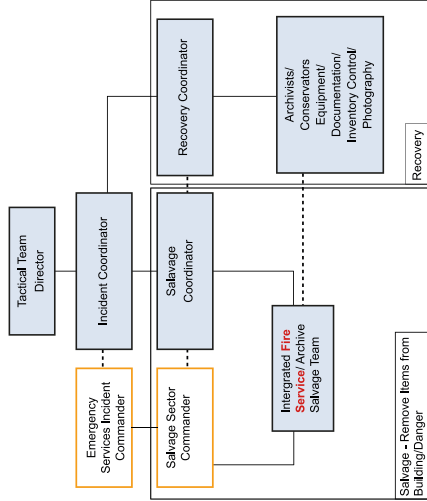 Tactical Team
Director
Emergency
Services Incident
Commander
Incident Coordinator
Salvage Sector
Commander
Salavage
Coordinator
Recovery Coordinator
Intergrated Fire
Service/ Archive
Salvage Team
Archivists/
Conservators
Equipment/
Documentation/
Inventory Control/
Photography
Salvage - Remove Items from
Building/Danger
Recovery